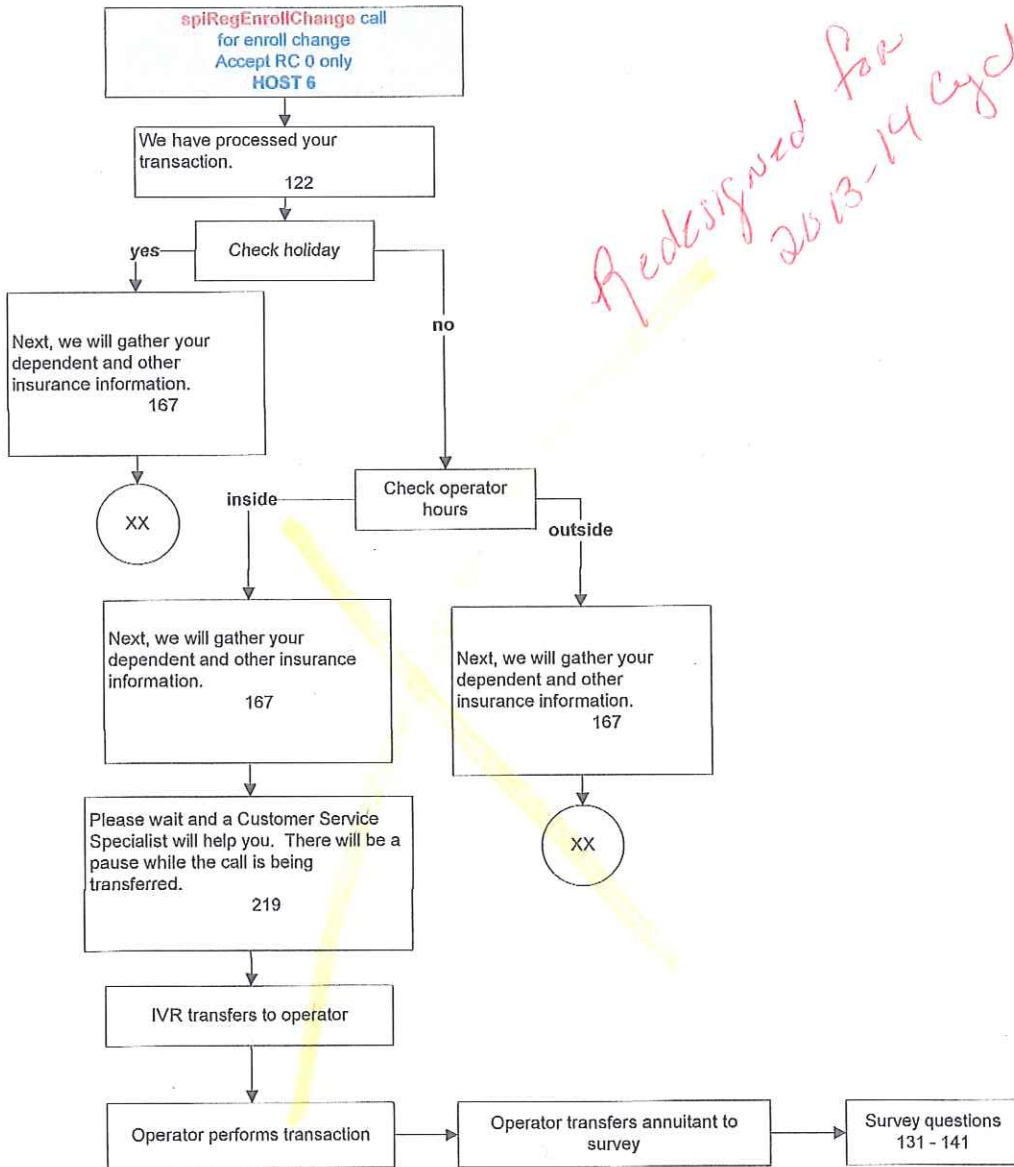 spiRegEnrollChange call
for enroll change
Accept RC 0 only
HOST 6
Redesigned for
2013-14 Cycl
We have processed your
transaction.
122
yes
Check holiday
no
Next, we will gather your
dependent and other
insurance information.
167
XX
inside
Check operator
hours
outside
Next, we will gather your
dependent and other insurance
information.
167
Next, we will gather your
dependent and other
insurance information.
167
XX
Please wait and a Customer Service
Specialist will help you. There will be a
pause while the call is being
transferred.
219
IVR transfers to operator
Operator performs transaction
Operator transfers annuitant to
survey
Survey questions
131 - 141